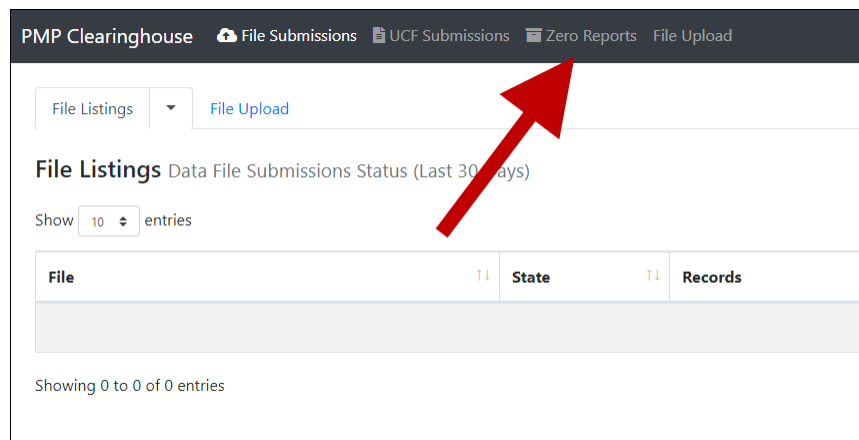 PMP Clearinghouse File Submissions UCF Submissions Zero Reports File Upload
File Listings File Upload
File Listings Data File Submissions Status (Last 30 Days)
Show 10 entries
File State Records
Showing 0 to 0 of 0 entries